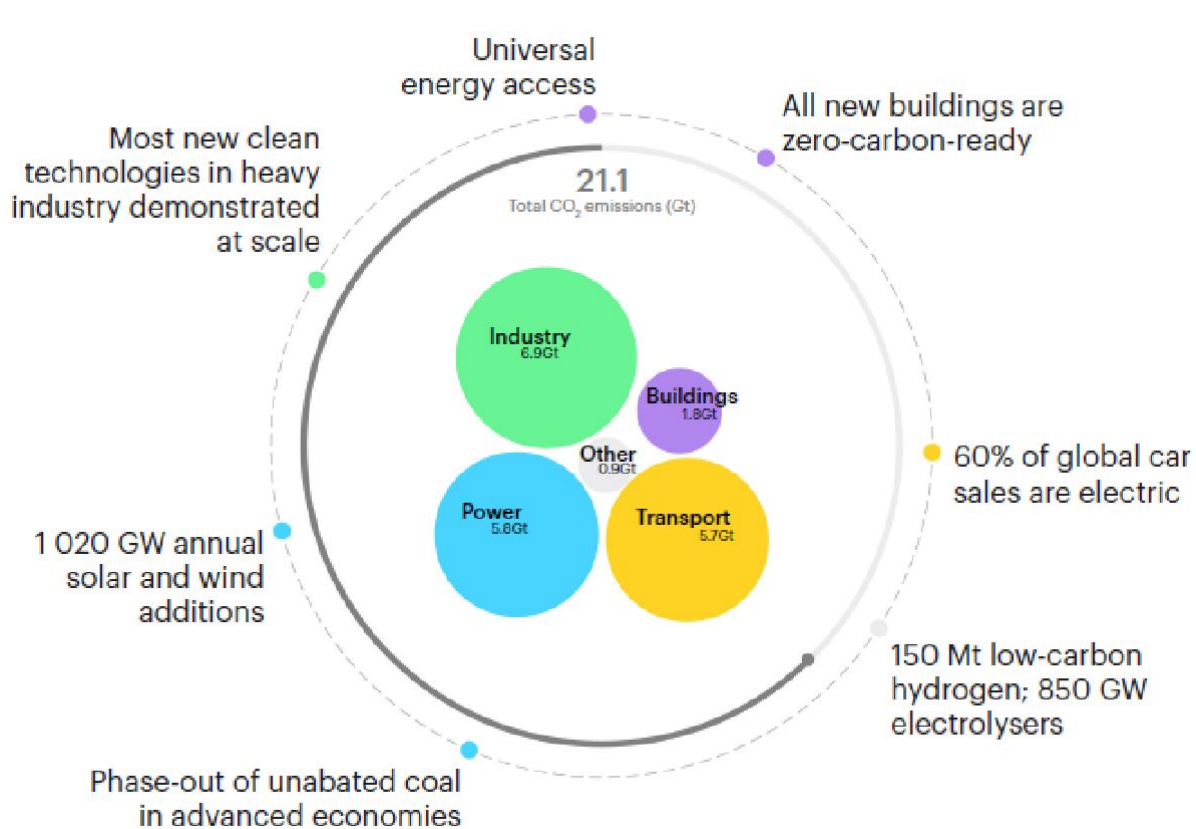 Universal
energy access
All new buildings are
zero-carbon-ready
Most new clean
technologies in heavy
industry demonstrated
at scale
21.1
Total CO₂ emissions (Gt)
Industry
6.9Gt
Buildings
1.8Gt
Other
0.9Gt
Power
5.8Gt
Transport
5.7Gt
60% of global car
sales are electric
1 020 GW annual
solar and wind
additions
150 Mt low-carbon
hydrogen; 850 GW
electrolysers
Phase-out of unabated coal
in advanced economies